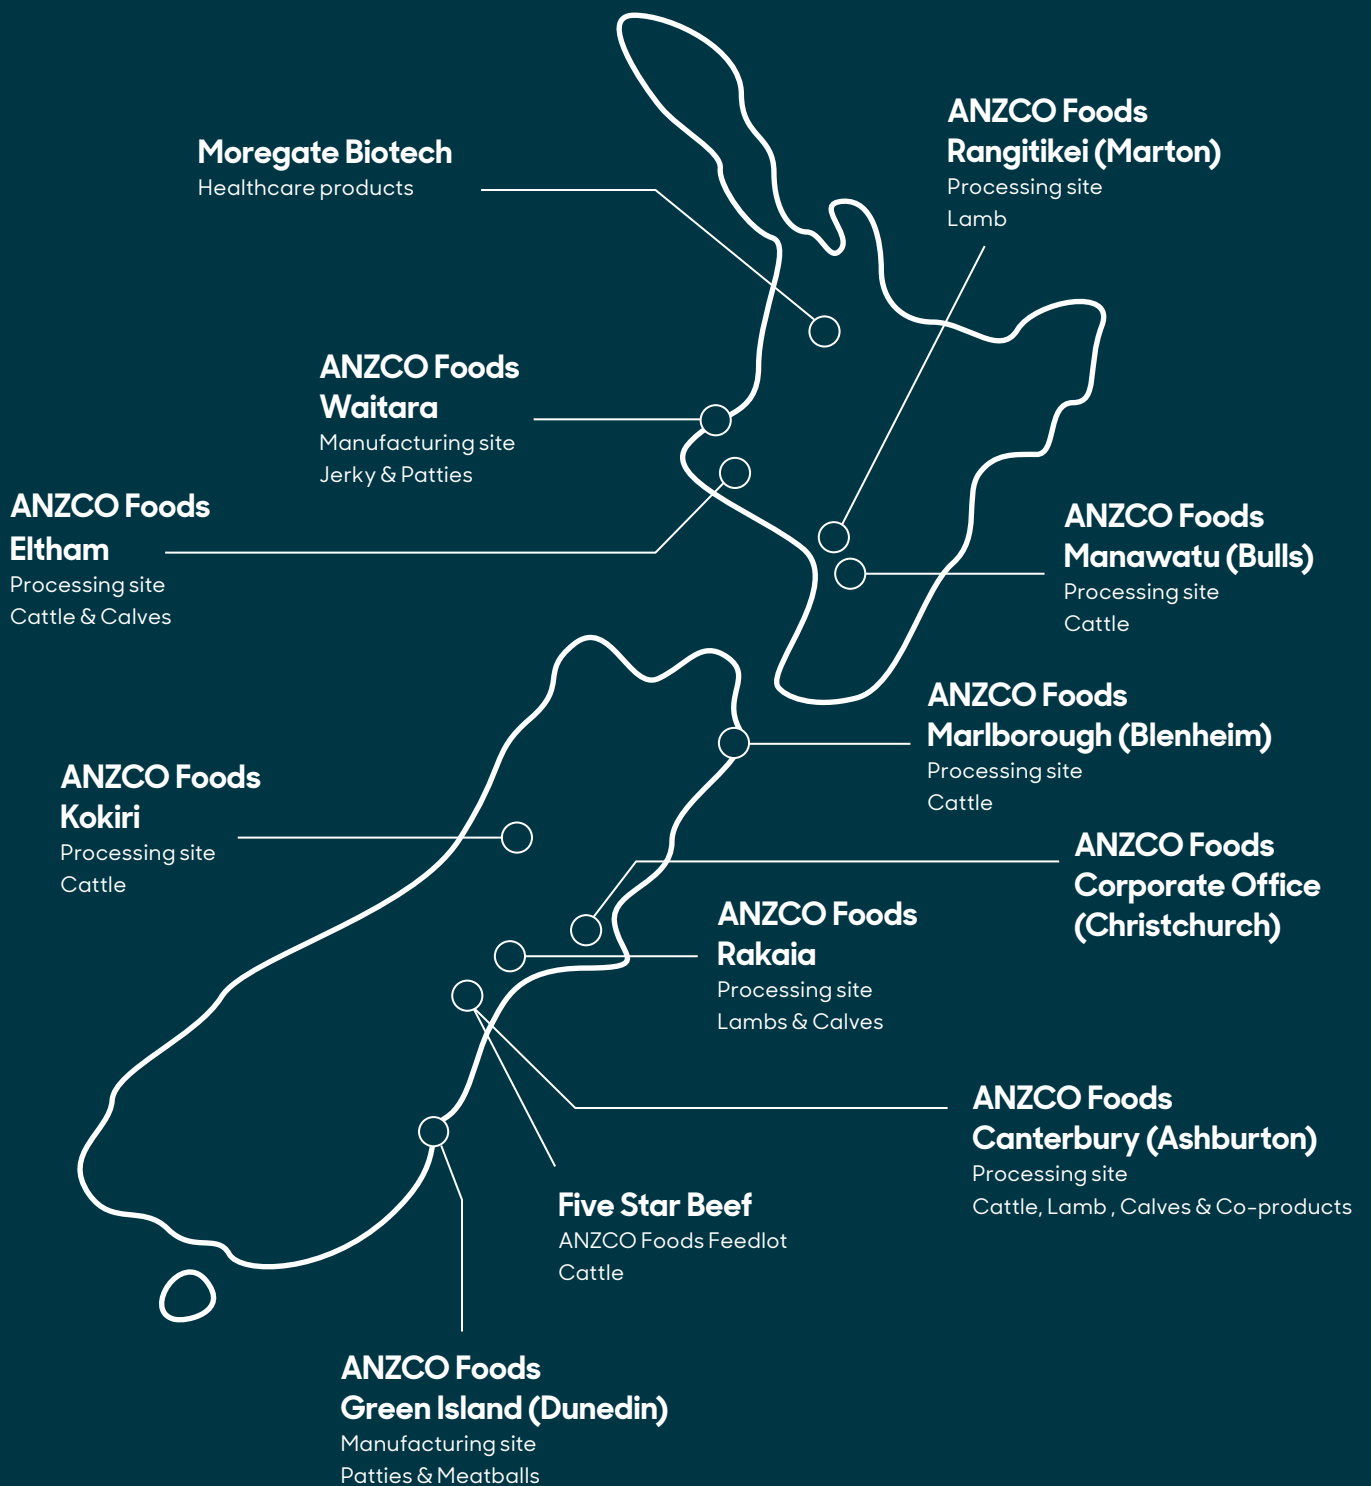 ANZCO Foods
Rangitikei (Marton)
Processing site
Lamb
Moregate Biotech
Healthcare products
ANZCO Foods
Waitara
Manufacturing site
Jerky & Patties
ANZCO Foods
Eltham
Processing site
Cattle & Calves
ANZCO Foods
Manawatu (Bulls)
Processing site
Cattle
ANZCO Foods
Marlborough (Blenheim)
Processing site
Cattle
ANZCO Foods
Kokiri
Processing site
Cattle
ANZCO Foods
Corporate Office
(Christchurch)
ANZCO Foods
Rakaia
Processing site
Lambs & Calves
ANZCO Foods
Canterbury (Ashburton)
Processing site
Cattle, Lamb , Calves & Co-products
Five Star Beef
ANZCO Foods Feedlot
Cattle
ANZCO Foods
Green Island (Dunedin)
Manufacturing site
Patties & Meatballs